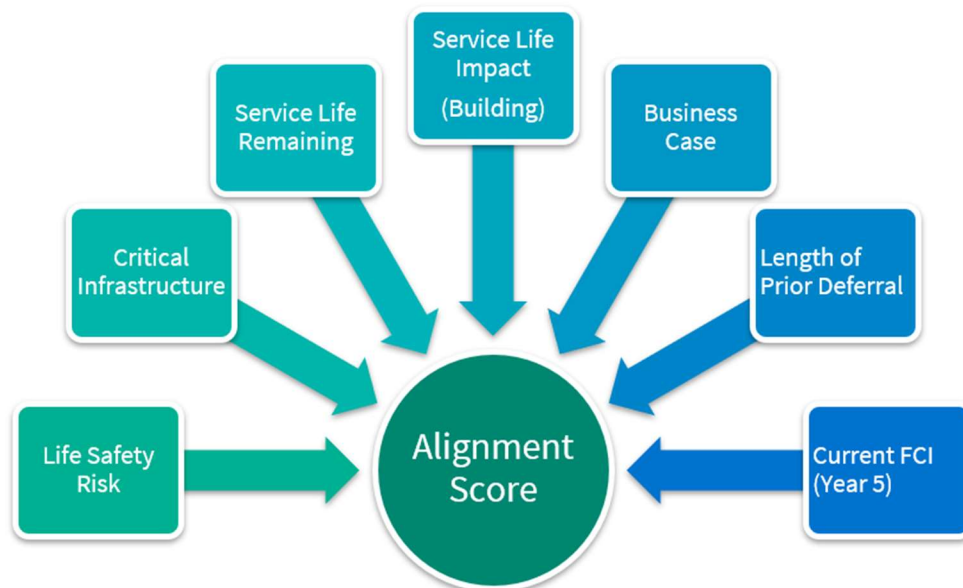 Service Life
Impact
(Building)
Service Life
Remaining
Business
Case
Critical
Infrastructure
Length of
Prior Deferral
Life Safety
Risk
Alignment
Score
Current FCI
(Year 5)